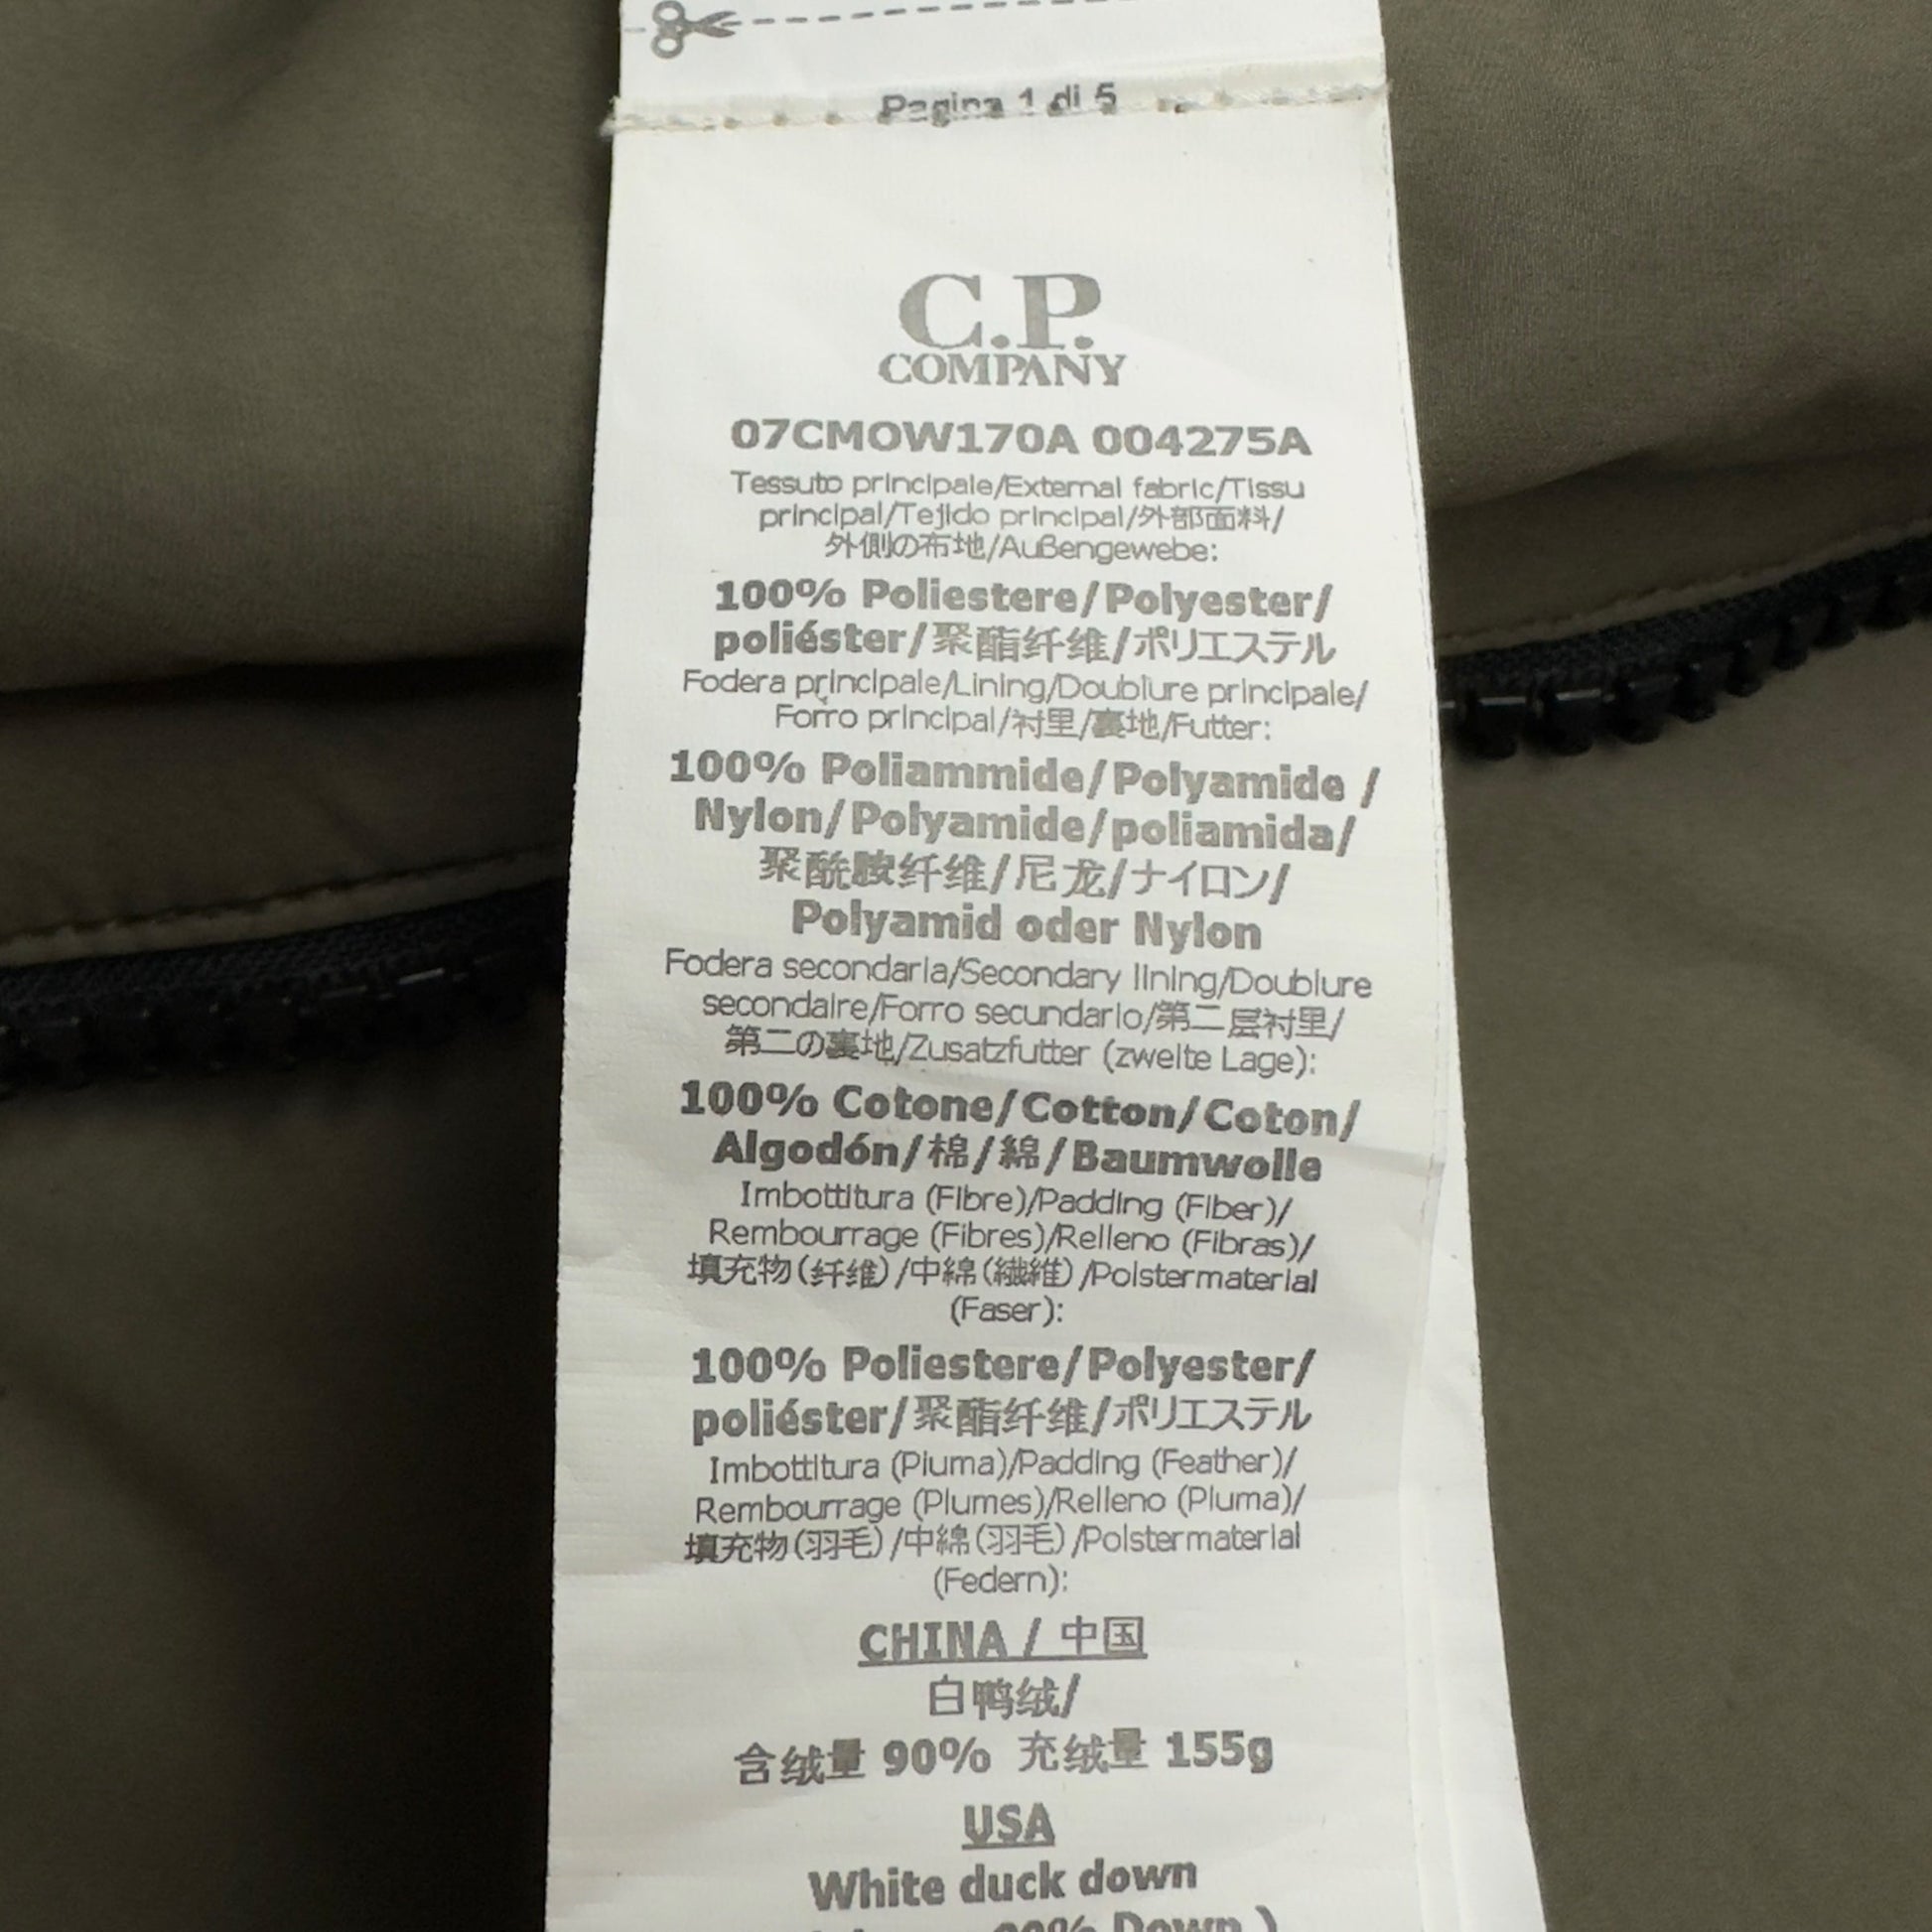 Pagina 1 di 5
C.P.
COMPANY
07CMOW170A 004275A
Tessuto principale/External fabric/Tissu
principal/Tejido principal/外部面料/
外側の布地/Außengewebe:
100% Poliestere/Polyester/
poliéster/聚酯纤维/ポリエステル
Fodera principale/Lining/Doublure principale/
Forro principal/衬里/裏地/Futter:
100% Poliammide/Polyamide /
Nylon/Polyamide/poliamida/
聚酰胺纤维/尼龙/ナイロン/
Polyamid oder Nylon
Fodera secondaria/Secondary lining/Doublure
secondaire/Forro secundario/第二层衬里/
第二の裏地/Zusatzfutter (zweite Lage):
100% Cotone/Cotton/Coton/
Algodón/棉/綿/Baumwolle
Imbottitura (Fibre)/Padding (Fiber)/
Rembourrage (Fibres)/Relleno (Fibras)/
填充物(纤维)/中綿(繊維)/Polstermaterial
(Faser):
100% Poliestere/Polyester/
poliéster/聚酯纤维/ポリエステル
Imbottitura (Piuma)/Padding (Feather)/
Rembourrage (Plumes)/Relleno (Pluma)/
填充物(羽毛)/中綿(羽毛)/Polstermaterial
(Federn):
CHINA / 中国
白鸭绒/
含绒量 90% 充绒量 155g
USA
White duck down
90% Down )